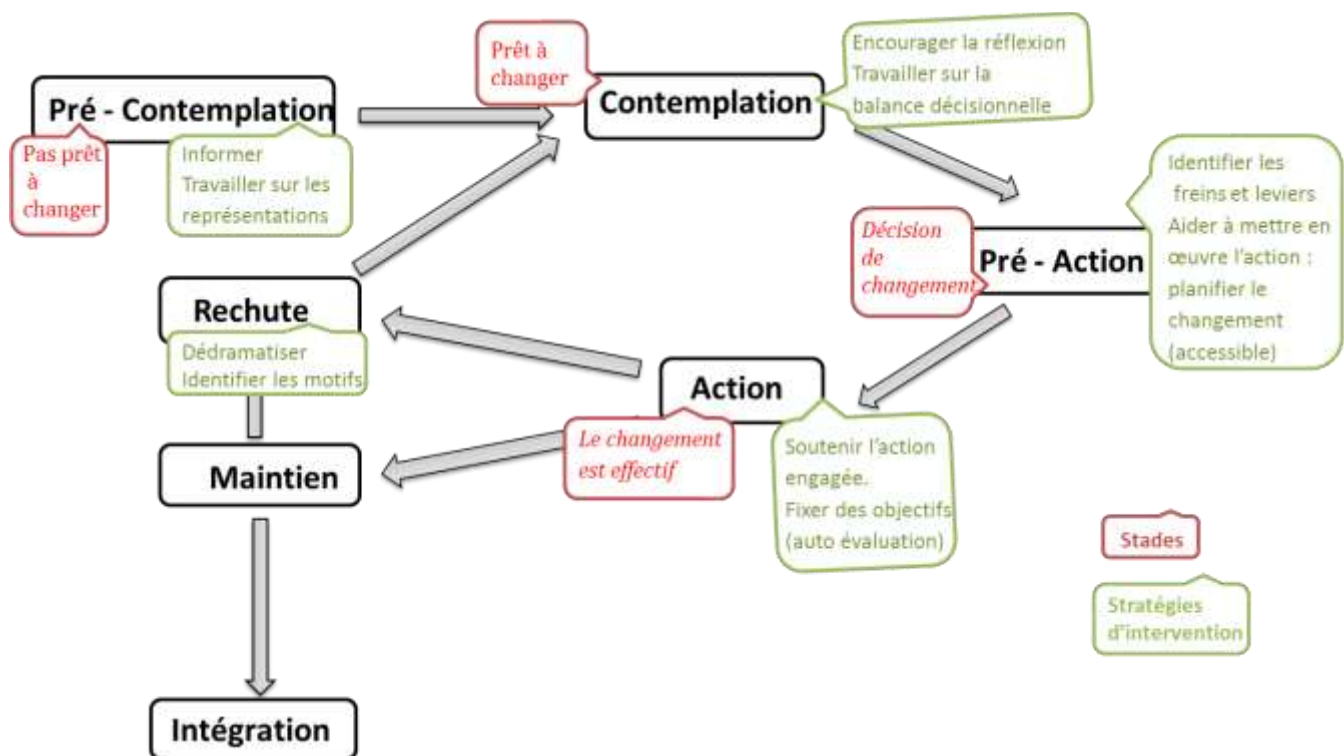 Pré - Contemplation
Pas prêt
à
changer
Informer
Travailler sur les
représentations
Prêt à
changer
Contemplation
Encourager la réflexion
Travailler sur la
balance décisionnelle
Décision
de
changement
Pré - Action
Identifier les
freins et leviers
Aider à mettre en
œuvre l'action :
planifier le
changement
(accessible)
Rechute
Dédramatiser
Identifier les motifs
Action
Le changement
est effectif
Soutenir l'action
engagée.
Fixer des objectifs
(auto évaluation)
Maintien
Intégration
Stades
Stratégies
d'intervention